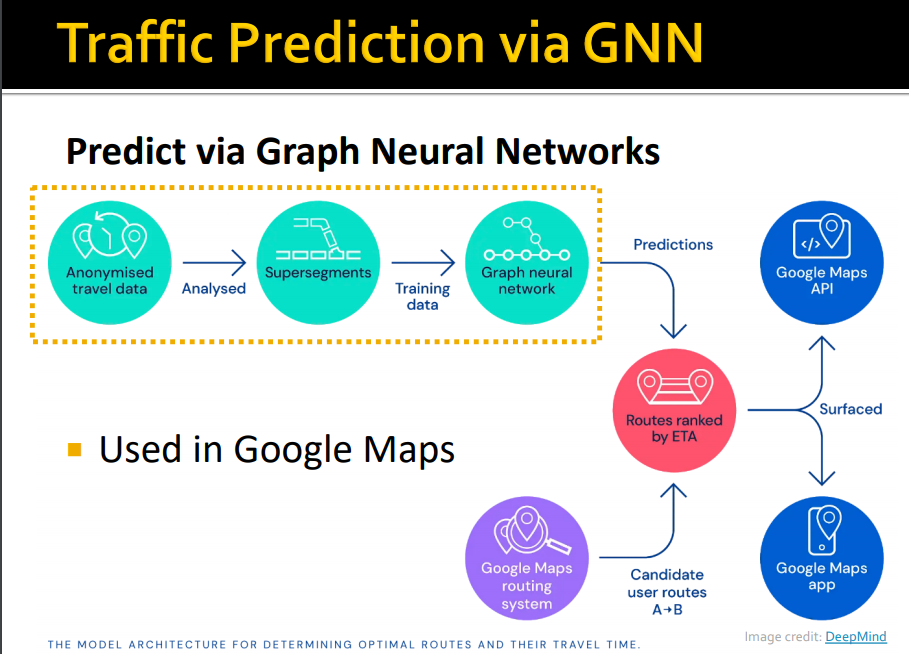 Traffic Prediction via GNN
Predict via Graph Neural Networks
Anonymised
travel data
Analysed
Supersegments
Training
data
Graph neural
network
Predictions
</>
Google Maps
API
Routes ranked
by ETA
Surfaced
Used in Google Maps
Google Maps
routing
system
Candidate
user routes
A→B
Google Maps
app
THE MODEL ARCHITECTURE FOR DETERMINING OPTIMAL ROUTES AND THEIR TRAVEL TIME.
Image credit: DeepMind